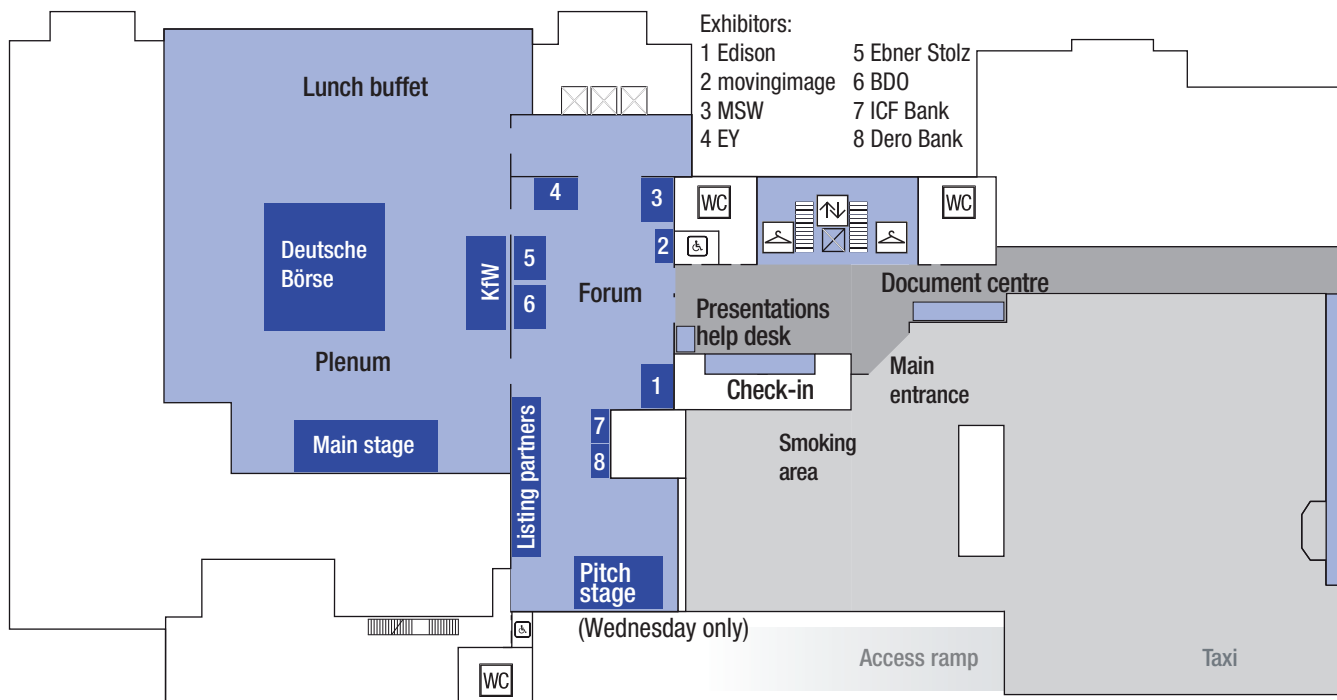 Exhibitors:
1 Edison
2 movingimage
3 MSW
4 EY
5 Ebner Stolz
6 BDO
7 ICF Bank
8 Dero Bank
Lunch buffet
4
3
WC
WC
2
Deutsche
Börse
KfW
5
6
Forum
Document centre
Presentations
help desk
Plenum
1
Check-in
Main
entrance
Main stage
Listing partners
7
8
Smoking
area
Pitch
stage
(Wednesday only)
Access ramp
Taxi
WC